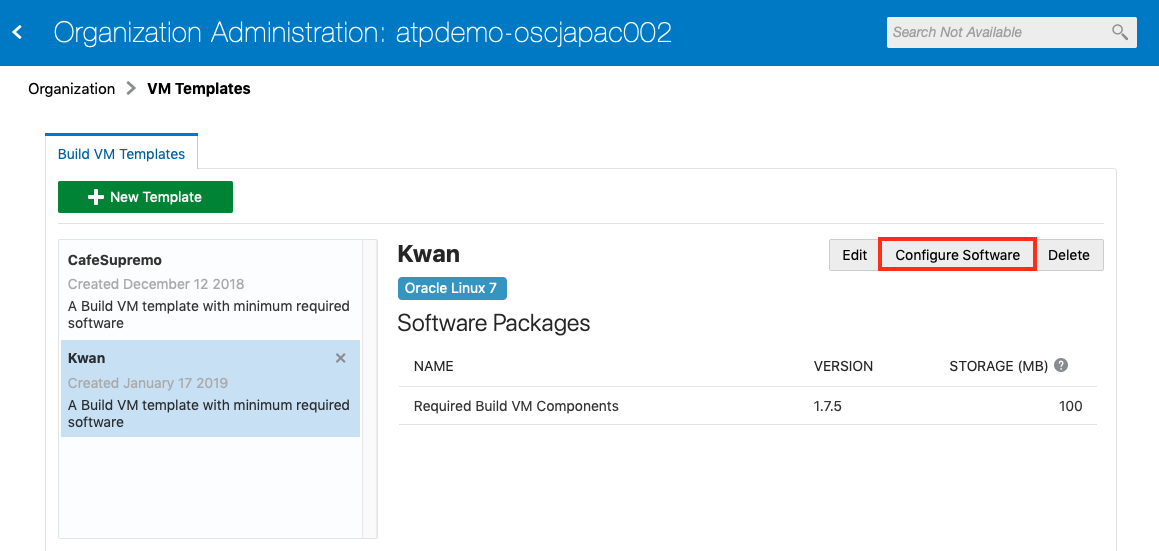 Organization Administration: atpdemo-oscjapac002
Search Not Available
Organization > VM Templates
Build VM Templates
New Template
CafeSupremo
Created December 12 2018
A Build VM template with minimum required
software
Kwan
Created January 17 2019
A Build VM template with minimum required
software
Kwan
Edit Configure Software Delete
Oracle Linux 7
Software Packages
NAME VERSION STORAGE (MB) ?
Required Build VM Components 1.7.5 100